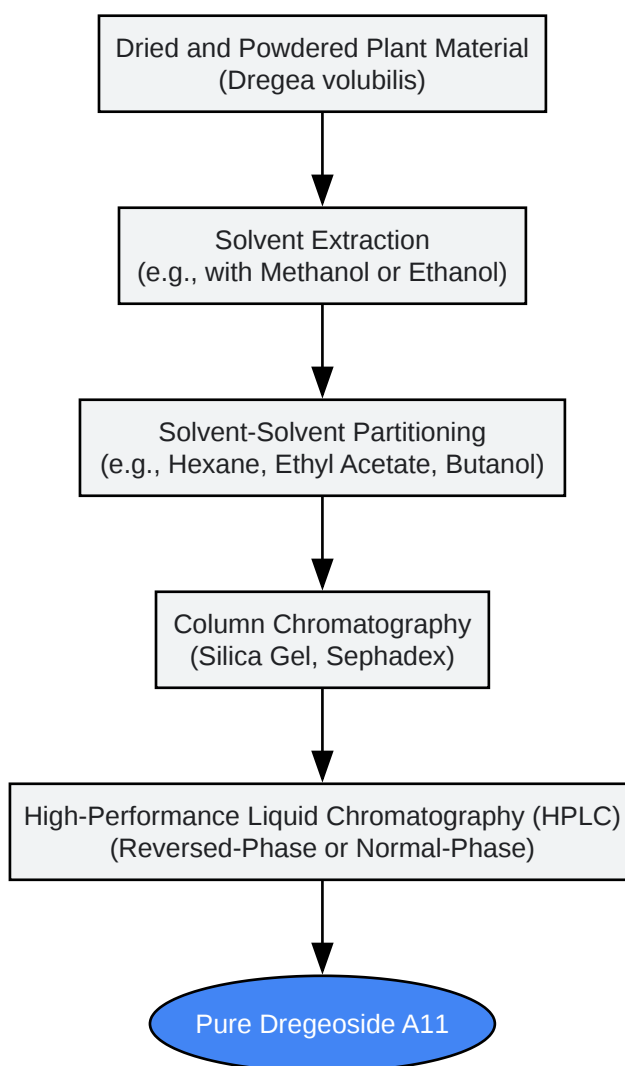 Dried and Powdered Plant Material
(Dregea volubilis)
Solvent Extraction
(e.g., with Methanol or Ethanol)
Solvent-Solvent Partitioning
(e.g., Hexane, Ethyl Acetate, Butanol)
Column Chromatography
(Silica Gel, Sephadex)
High-Performance Liquid Chromatography (HPLC)
(Reversed-Phase or Normal-Phase)
Pure Dregeoside A11